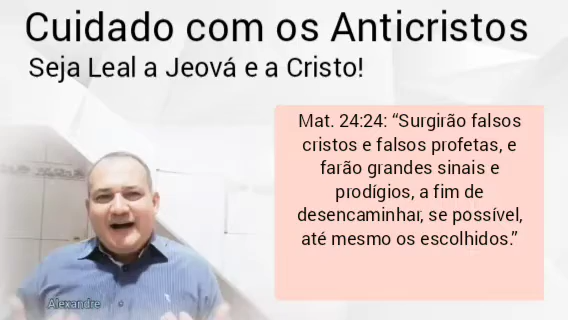 Cuidado com os Anticristos
Seja Leal a Jeová e a Cristo!
Mat. 24:24: “Surgirão falsos
cristos e falsos profetas, e
farão grandes sinais e
prodígios, a fim de
desencaminhar, se possível,
até mesmo os escolhidos.”
Alexandre